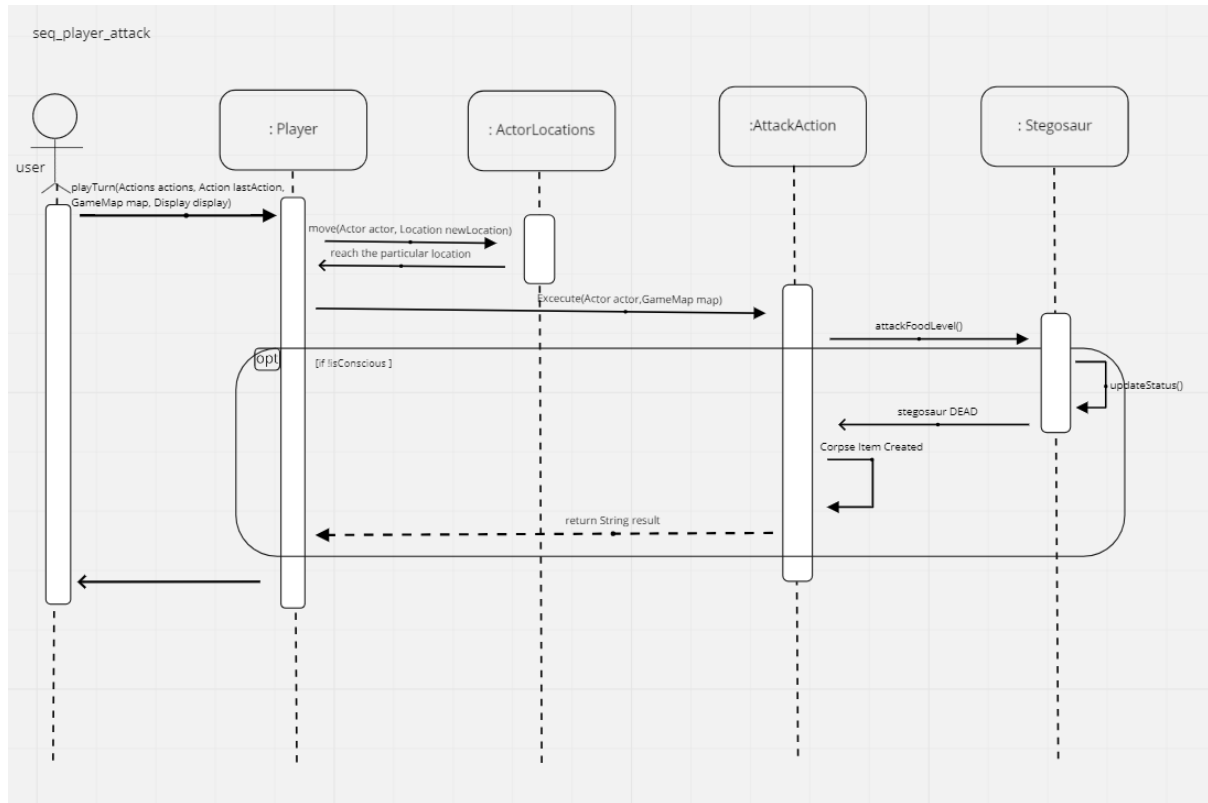 seq_player_attack
: Player
: ActorLocations
:AttackAction
: Stegosaur
user
playTurn(Actions actions, Action lastAction,
GameMap map, Display display)
move(Actor actor, Location newLocation)
reach the particular location
Excecute(Actor actor,GameMap map)
attackFoodLevel()
opt
[if !isConscious ]
updateStatus()
stegosaur DEAD
Corpse Item Created
return String result